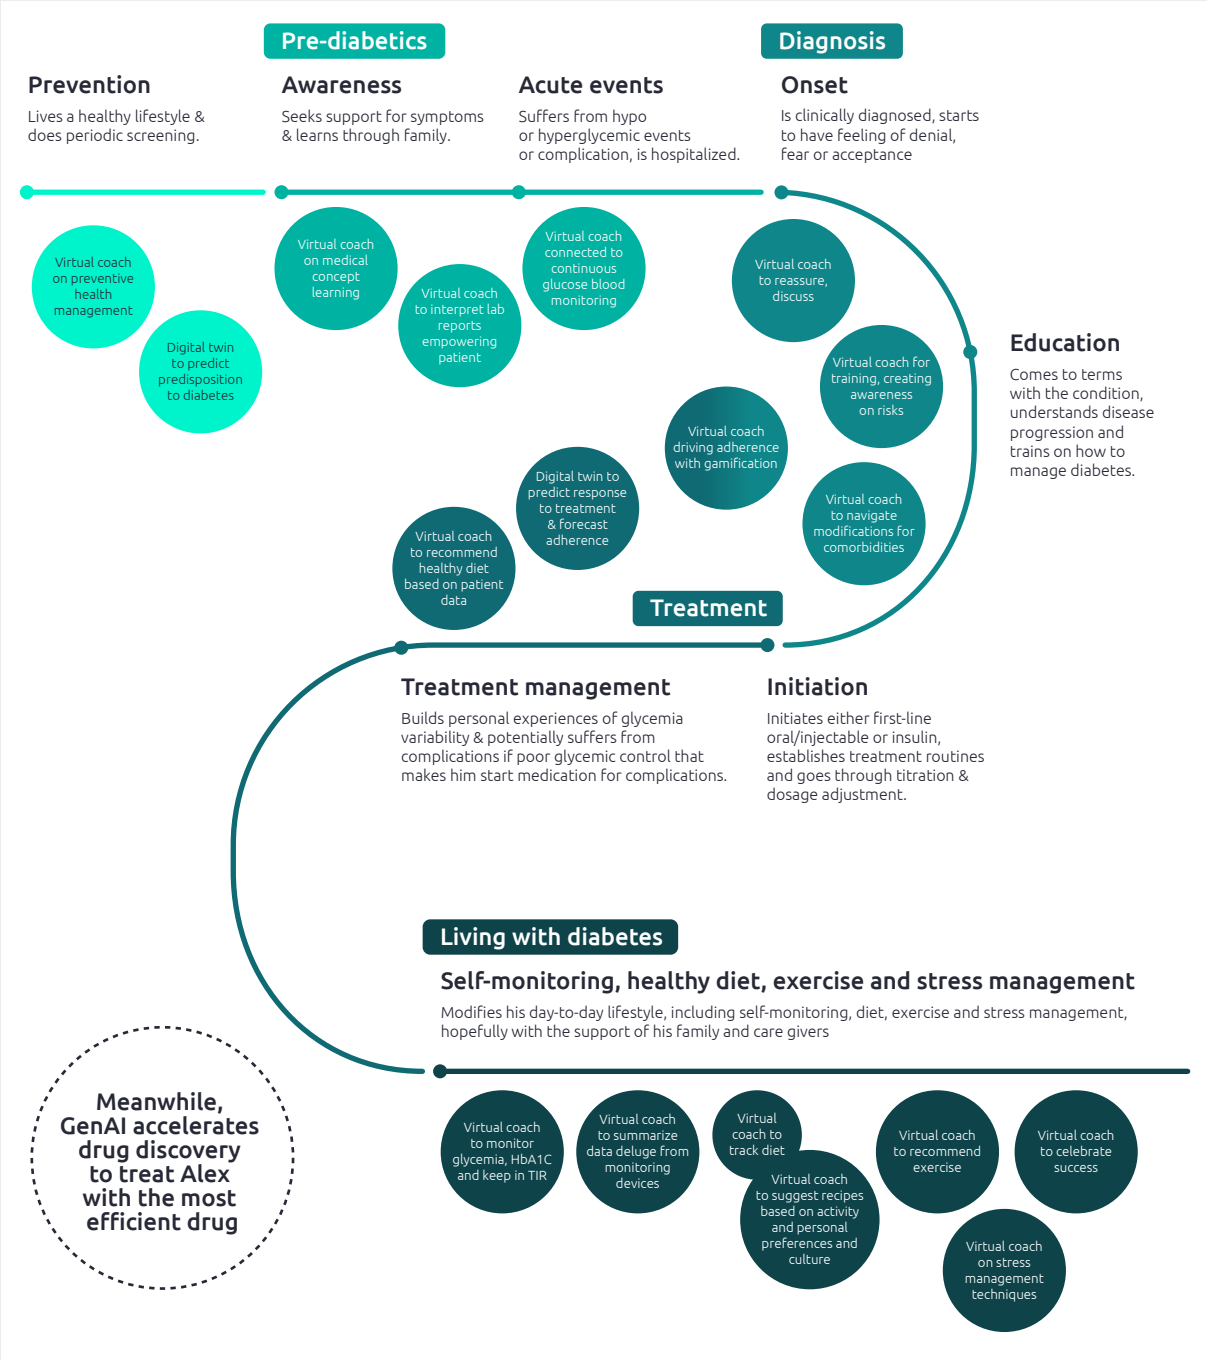 Pre-diabetics
Diagnosis
Prevention
Lives a healthy lifestyle &
does periodic screening.
Awareness
Seeks support for symptoms
& learns through family.
Acute events
Suffers from hypo
or hyperglycemic events
or complication, is hospitalized.
Onset
Is clinically diagnosed, starts
to have feeling of denial,
fear or acceptance
Virtual coach
on preventive
health
management
Digital twin
to predict
predisposition
to diabetes
Virtual coach
on medical
concept
learning
Virtual coach
to interpret lab
reports
empowering
patient
Virtual coach
connected to
continuous
glucose blood
monitoring
Virtual coach
to reassure,
discuss
Virtual coach for
training, creating
awareness
on risks
Education
Comes to terms
with the condition,
understands disease
progression and
trains on how to
manage diabetes.
Virtual coach
driving adherence
with gamification
Virtual coach
to navigate
modifications for
comorbidities
Digital twin to
predict response
to treatment
& forecast
adherence
Virtual coach
to recommend
healthy diet
based on patient
data
Treatment
Treatment management
Builds personal experiences of glycemia
variability & potentially suffers from
complications if poor glycemic control that
makes him start medication for complications.
Initiation
Initiates either first-line
oral/injectable or insulin,
establishes treatment routines
and goes through titration &
dosage adjustment.
Living with diabetes
Self-monitoring, healthy diet, exercise and stress management
Modifies his day-to-day lifestyle, including self-monitoring, diet, exercise and stress management,
hopefully with the support of his family and care givers
Meanwhile,
GenAI accelerates
drug discovery
to treat Alex
with the most
efficient drug
Virtual coach
to monitor
glycemia, HbA1C
and keep in TIR
Virtual coach
to summarize
data deluge from
monitoring
devices
Virtual
coach to
track diet
Virtual coach
to suggest recipes
based on activity
and personal
preferences and
culture
Virtual coach
to recommend
exercise
Virtual coach
on stress
management
techniques
Virtual coach
to celebrate
success